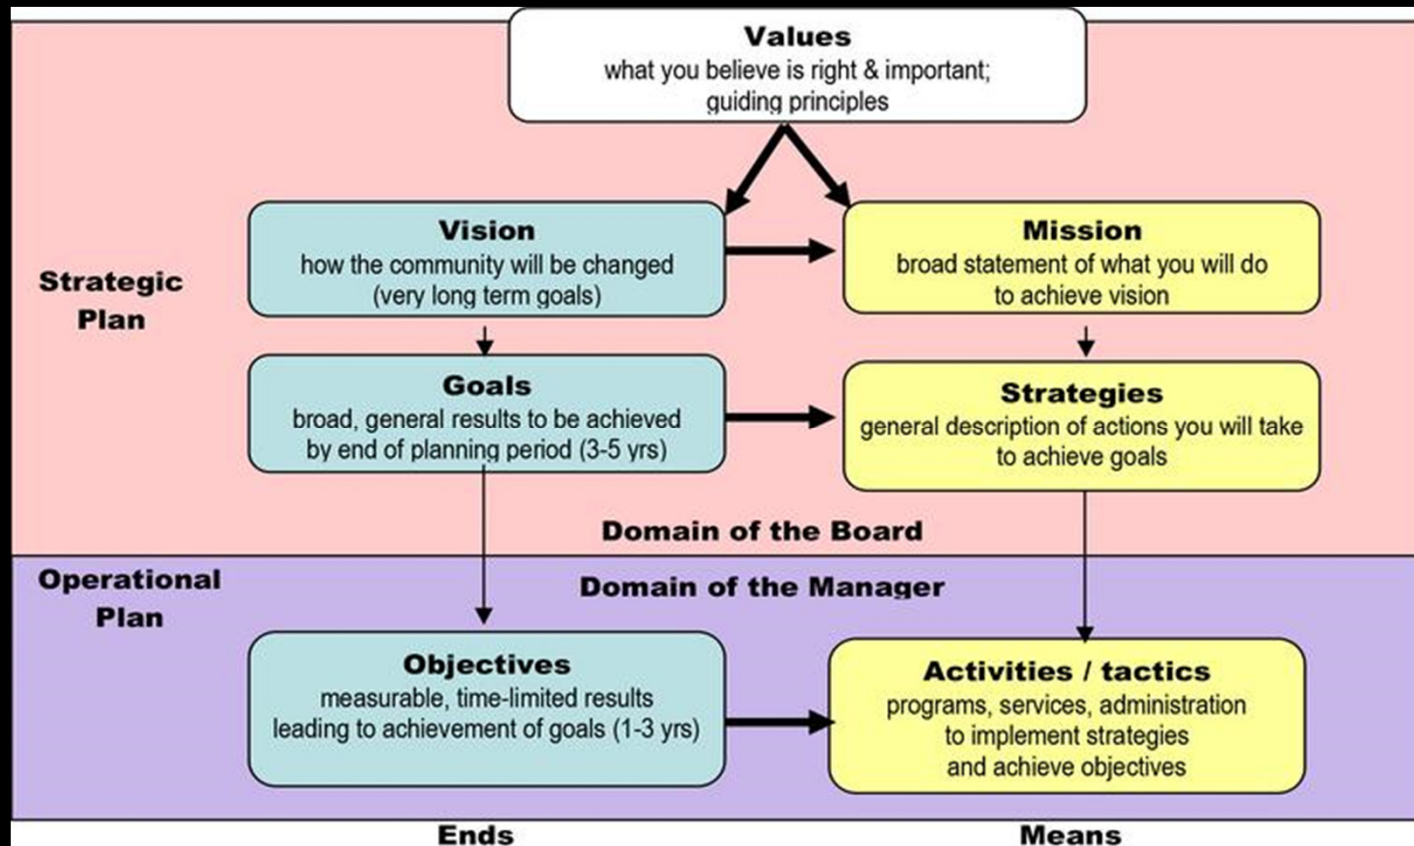 Values
what you believe is right & important;
guiding principles
Vision
how the community will be changed
(very long term goals)
Mission
broad statement of what you will do
to achieve vision
Strategic
Plan
Goals
broad, general results to be achieved
by end of planning period (3-5 yrs)
Strategies
general description of actions you will take
to achieve goals
Domain of the Board
Operational
Plan
Domain of the Manager
Objectives
measurable, time-limited results
leading to achievement of goals (1-3 yrs)
Activities / tactics
programs, services, administration
to implement strategies
and achieve objectives
Ends
Means